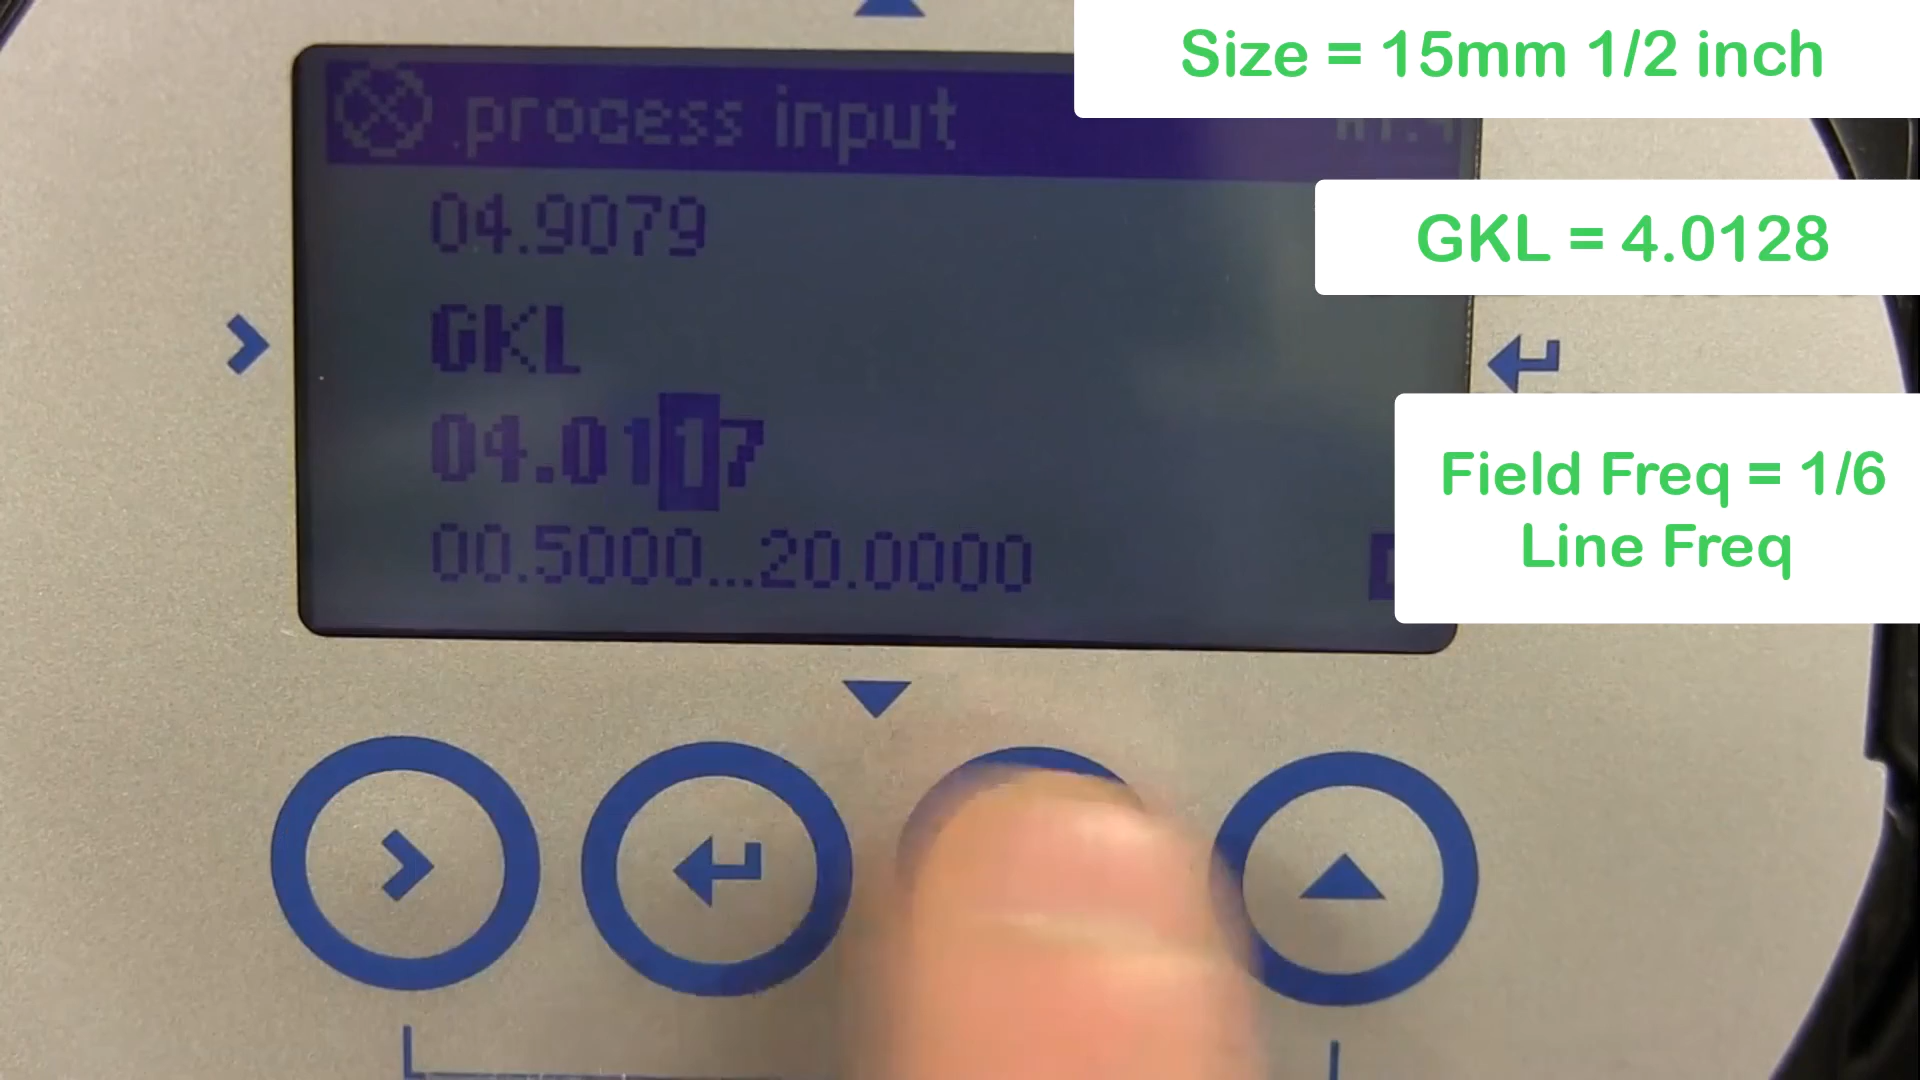 Size = 15mm 1/2 inch
process input
04.9079
GKL = 4.0128
GKL
04.0117
Field Freq = 1/6
Line Freq
00.5000...20.0000